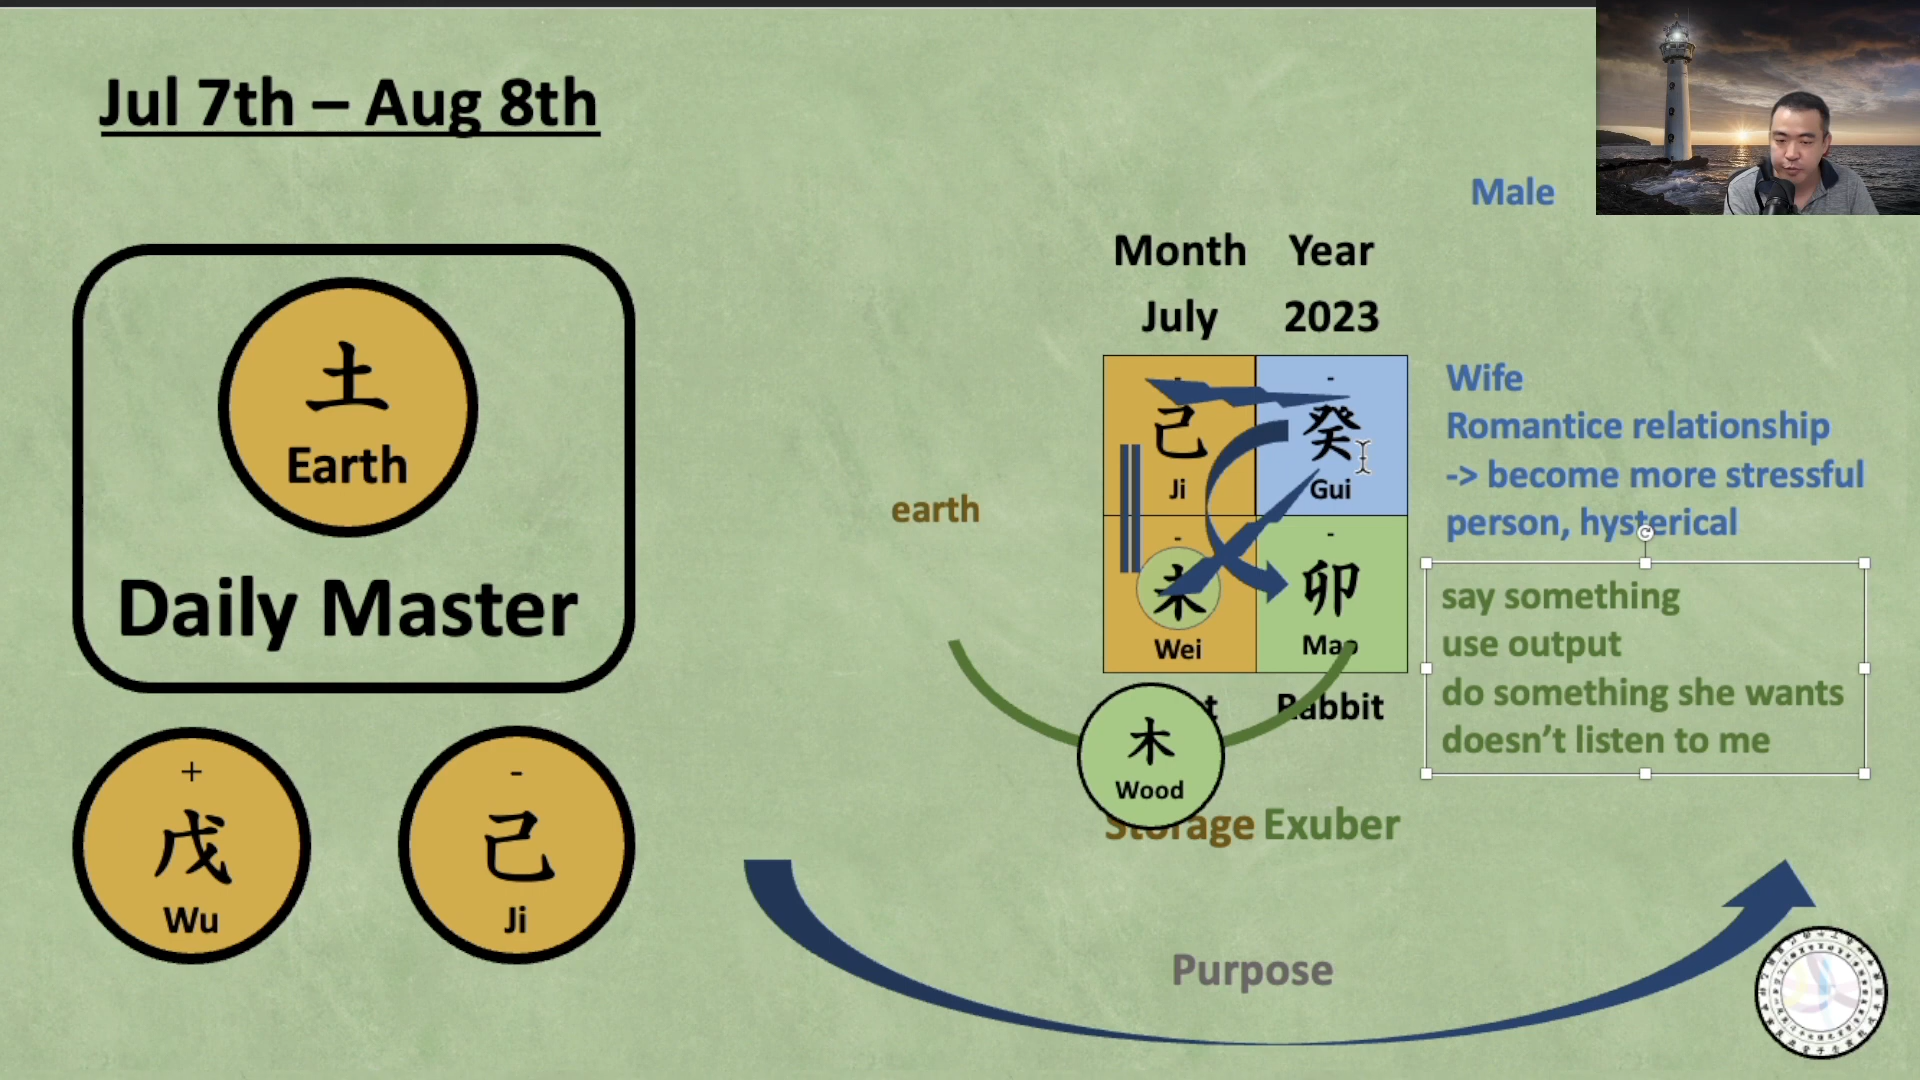 Jul 7th – Aug 8th
土
Earth
Daily Master
+
戊
Wu
-
己
Ji
Male
Month Year
July 2023
- -
己 癸
Ji Gui
- -
未 卯
Wei Mao
Rabbit
earth
木
Wood
Storage Exuber
Purpose
Wife
Romantice relationship
-> become more stressful
person, hysterical
say something
use output
do something she wants
doesn’t listen to me